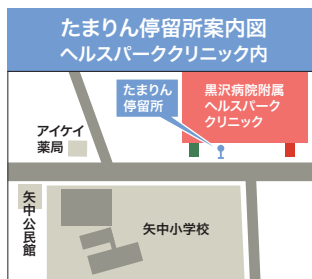 たまりん停留所案内図
ヘルスパーククリニック内
たまりん
停留所
黒沢病院附属
ヘルスパーク
クリニック
アイケイ
薬局
矢中公民館
矢中小学校